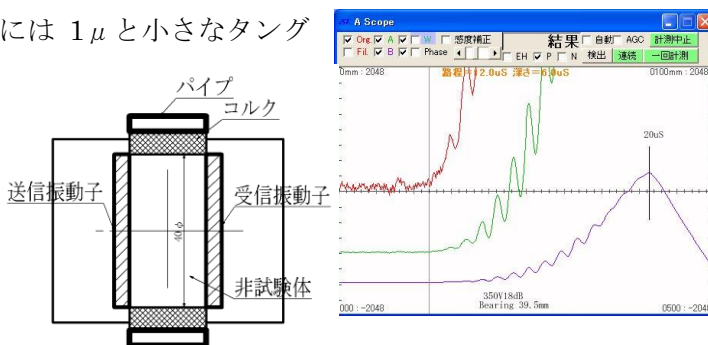 には 1μと小さなタング
パイプ
コルク
送信振動子
受信振動子
40φ
非試験体
A Scope
Org A W 感度補正 結果 自動 AGC 計測中止
Fil. B Phase EH P N 検出 連続 一回計測
0mm : 2048
路程=12.0uS 深さ=6.0uS
0100mm : 2048
20uS
350V18dB
Bearing 39.5mm
000 : -2048
0500 : -2048